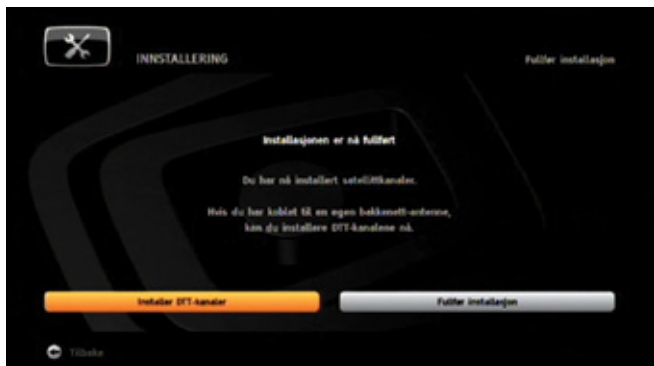 INNSTALLERING
Fullfør installasjon
Installasjonen er nå fullført
Du har nå installert satellittkanaler.
Hvis du har koblet til en egen bakkenett-antenne,
kan du installere DTT-kanalene nå.
Installer DTT-kanaler
Fullfør installasjon
Tilbake